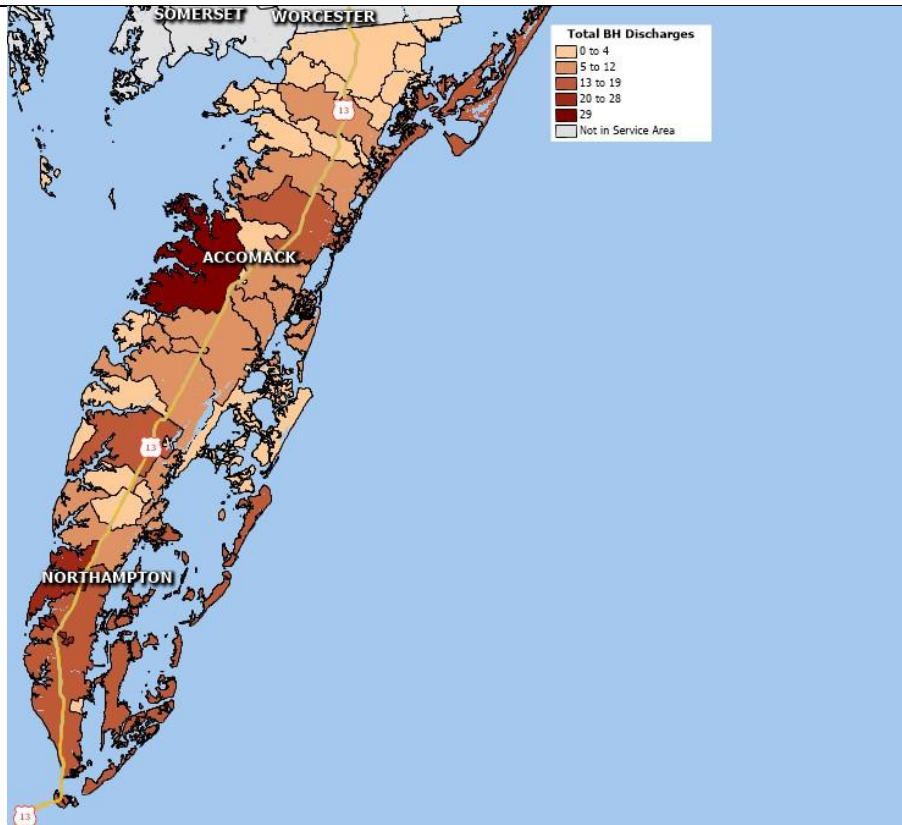 SOMERSET
WORCESTER
Total BH Discharges
0 to 4
5 to 12
13 to 19
20 to 28
29
Not in Service Area
13
ACCOMACK
13
NORTHAMPTON
13